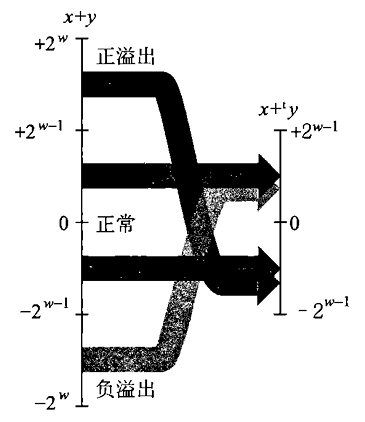 x+y
+2^w
正溢出
x+^t y
+2^{w-1}
+2^{w-1}
0
正常
0
-2^{w-1}
- 2^{w-1}
负溢出
-2^w